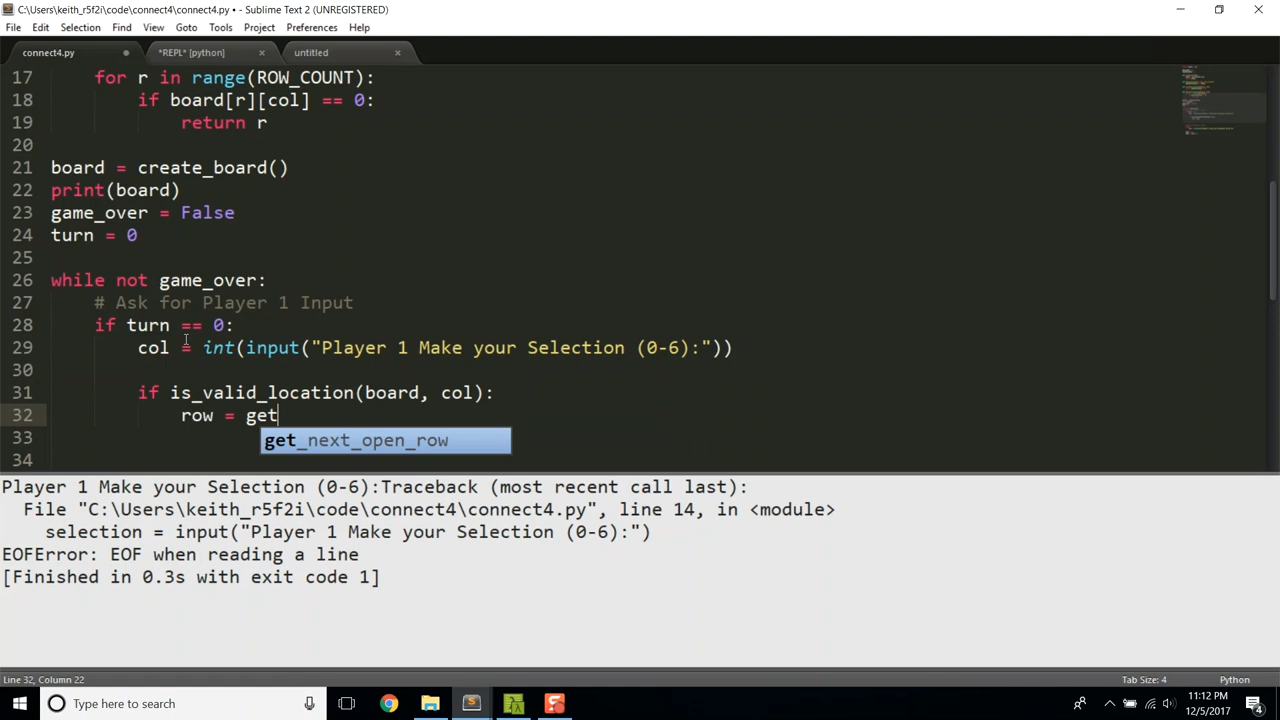 C:\Users\keith_r5f2i\code\connect4\connect4.py • - Sublime Text 2 (UNREGISTERED)
File Edit Selection Find View Goto Tools Project Preferences Help
connect4.py *REPL* [python] untitled
17 for r in range(ROW_COUNT):
18 if board[r][col] == 0:
19 return r
20
21 board = create_board()
22 print(board)
23 game_over = False
24 turn = 0
25
26 while not game_over:
27 # Ask for Player 1 Input
28 if turn == 0:
29 col = int(input("Player 1 Make your Selection (0-6):"))
30
31 if is_valid_location(board, col):
32 row = get
33 get_next_open_row
34
Player 1 Make your Selection (0-6):Traceback (most recent call last):
File "C:\Users\keith_r5f2i\code\connect4\connect4.py", line 14, in <module>
selection = input("Player 1 Make your Selection (0-6):")
EOFError: EOF when reading a line
[Finished in 0.3s with exit code 1]
Line 32, Column 22 Tab Size: 4 Python
Type here to search 11:12 PM
12/5/2017 4